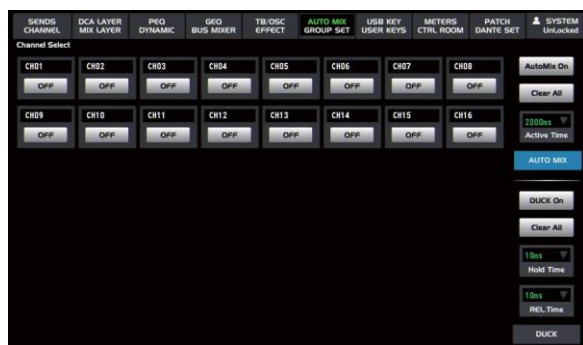 SENDS DCA LAYER PEQ GEQ TB/OSC AUTO MIX USB KEY METERS PATCH SYSTEM
CHANNEL MIX LAYER DYNAMIC BUS MIXER EFFECT GROUP SET USER KEYS CTRL ROOM DANTE SET UnLocked
Channel Select
CH01 CH02 CH03 CH04 CH05 CH06 CH07 CH08
OFF OFF OFF OFF OFF OFF OFF OFF
CH09 CH10 CH11 CH12 CH13 CH14 CH15 CH16
OFF OFF OFF OFF OFF OFF OFF OFF
AutoMix On
Clear All
2000ms
Active Time
AUTO MIX
DUCK On
Clear All
10ms
Hold Time
10ms
REL.Time
DUCK